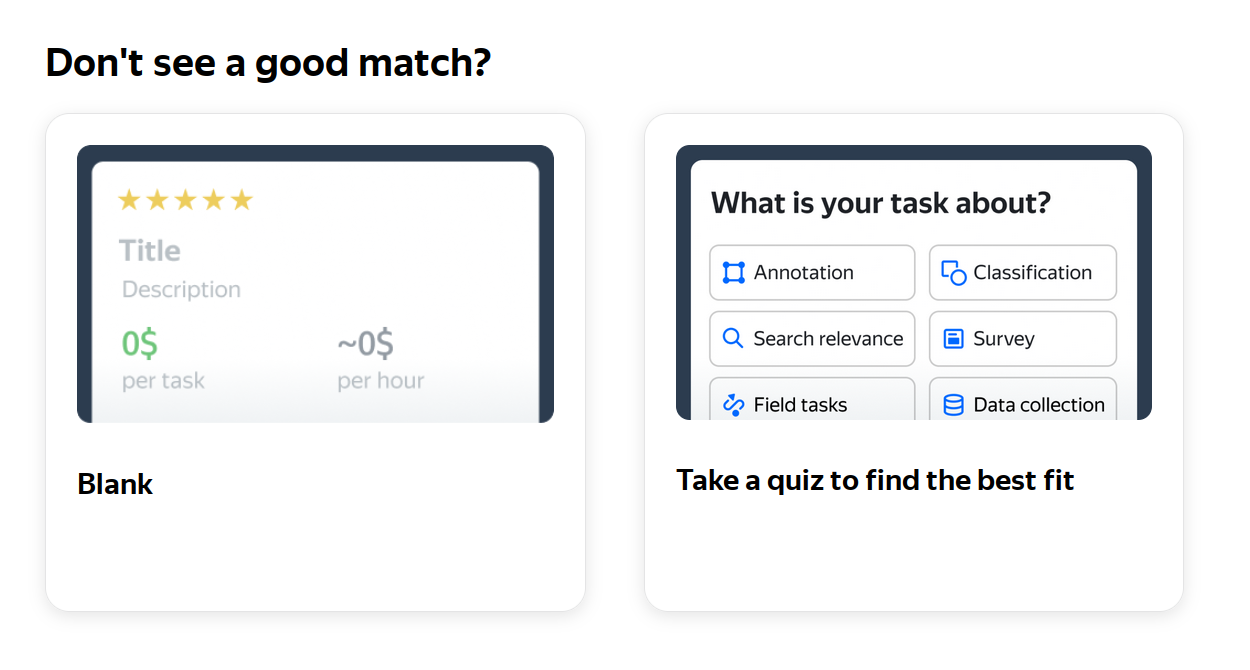 Don't see a good match?
Title
Description
0$
~0$
per task
per hour
Blank
What is your task about?
Annotation
Classification
Search relevance
Survey
Field tasks
Data collection
Take a quiz to find the best fit